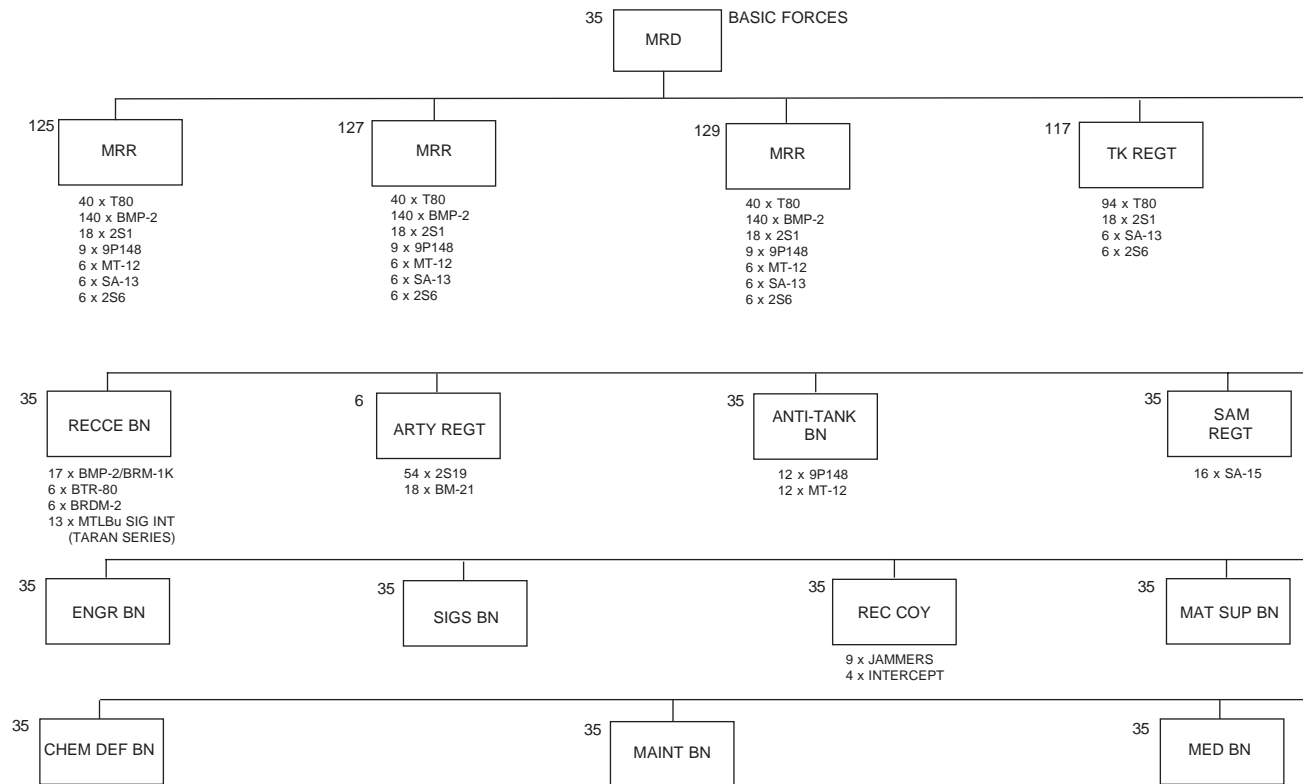 35 BASIC FORCES
MRD
125
MRR
40 x T80
140 x BMP-2
18 x 2S1
9 x 9P148
6 x MT-12
6 x SA-13
6 x 2S6
127
MRR
40 x T80
140 x BMP-2
18 x 2S1
9 x 9P148
6 x MT-12
6 x SA-13
6 x 2S6
129
MRR
40 x T80
140 x BMP-2
18 x 2S1
9 x 9P148
6 x MT-12
6 x SA-13
6 x 2S6
117
TK REGT
94 x T80
18 x 2S1
6 x SA-13
6 x 2S6
35
RECCE BN
17 x BMP-2/BRM-1K
6 x BTR-80
6 x BRDM-2
13 x MTLBu SIG INT
(TARAN SERIES)
6
ARTY REGT
54 x 2S19
18 x BM-21
35
ANTI-TANK
BN
12 x 9P148
12 x MT-12
35
SAM
REGT
16 x SA-15
35
ENGR BN
35
SIGS BN
35
REC COY
9 x JAMMERS
4 x INTERCEPT
35
MAT SUP BN
35
CHEM DEF BN
35
MAINT BN
35
MED BN